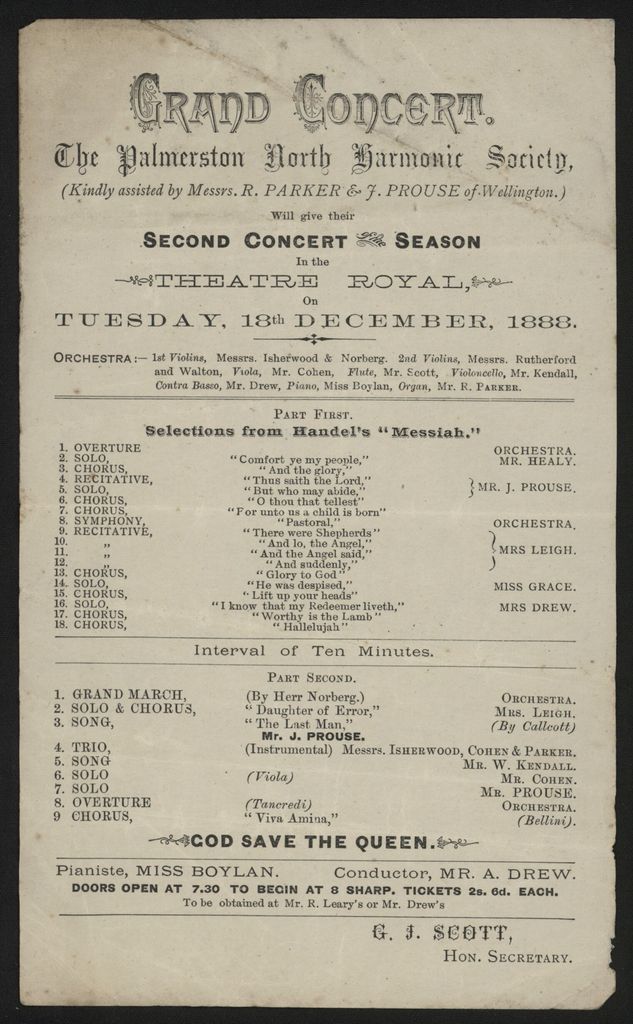 GRAND CONCERT.
The Palmerston North Harmonic Society,
(Kindly assisted by Messrs. R. PARKER & J. PROUSE of Wellington.)
Will give their
SECOND CONCERT SEASON
In the
THEATRE ROYAL,
On
TUESDAY, 18th DECEMBER, 1888.
ORCHESTRA:— 1st Violins, Messrs. Isherwood & Norberg. 2nd Violins, Messrs. Rutherford
and Walton, Viola, Mr. Cohen, Flute, Mr. Scott, Violoncello, Mr. Kendall,
Contra Basso, Mr. Drew, Piano, Miss Boylan, Organ, Mr. R. PARKER.
PART FIRST.
Selections from Handel's "Messiah."
1. OVERTURE ORCHESTRA.
2. SOLO, "Comfort ye my people," MR. HEALY.
3. CHORUS, "And the glory,"
4. RECITATIVE, "Thus saith the Lord,"
5. SOLO, "But who may abide," } MR. J. PROUSE.
6. CHORUS, "O thou that tellest"
7. CHORUS, "For unto us a child is born"
8. SYMPHONY, "Pastoral," ORCHESTRA.
9. RECITATIVE, "There were Shepherds"
10. „ "And lo, the Angel,"
11. „ "And the Angel said," } MRS LEIGH.
12. „ "And suddenly,"
13. CHORUS, "Glory to God"
14. SOLO, "He was despised," MISS GRACE.
15. CHORUS, "Lift up your heads"
16. SOLO, "I know that my Redeemer liveth," MRS DREW.
17. CHORUS, "Worthy is the Lamb"
18. CHORUS, "Hallelujah"
Interval of Ten Minutes.
PART SECOND.
1. GRAND MARCH, (By Herr Norberg.) ORCHESTRA.
2. SOLO & CHORUS, "Daughter of Error," MRS. LEIGH.
3. SONG, "The Last Man," (By Callcott)
Mr. J. PROUSE.
4. TRIO, (Instrumental) Messrs. ISHERWOOD, COHEN & PARKER.
5. SONG MR. W. KENDALL.
6. SOLO (Viola) MR. COHEN.
7. SOLO MR. PROUSE.
8. OVERTURE (Tancredi) ORCHESTRA.
9 CHORUS, "Viva Amina," (Bellini).
GOD SAVE THE QUEEN.
Pianiste, MISS BOYLAN. Conductor, MR. A. DREW.
DOORS OPEN AT 7.30 TO BEGIN AT 8 SHARP. TICKETS 2s. 6d. EACH.
To be obtained at Mr. R. Leary's or Mr. Drew's
G. J. SCOTT,
HON. SECRETARY.